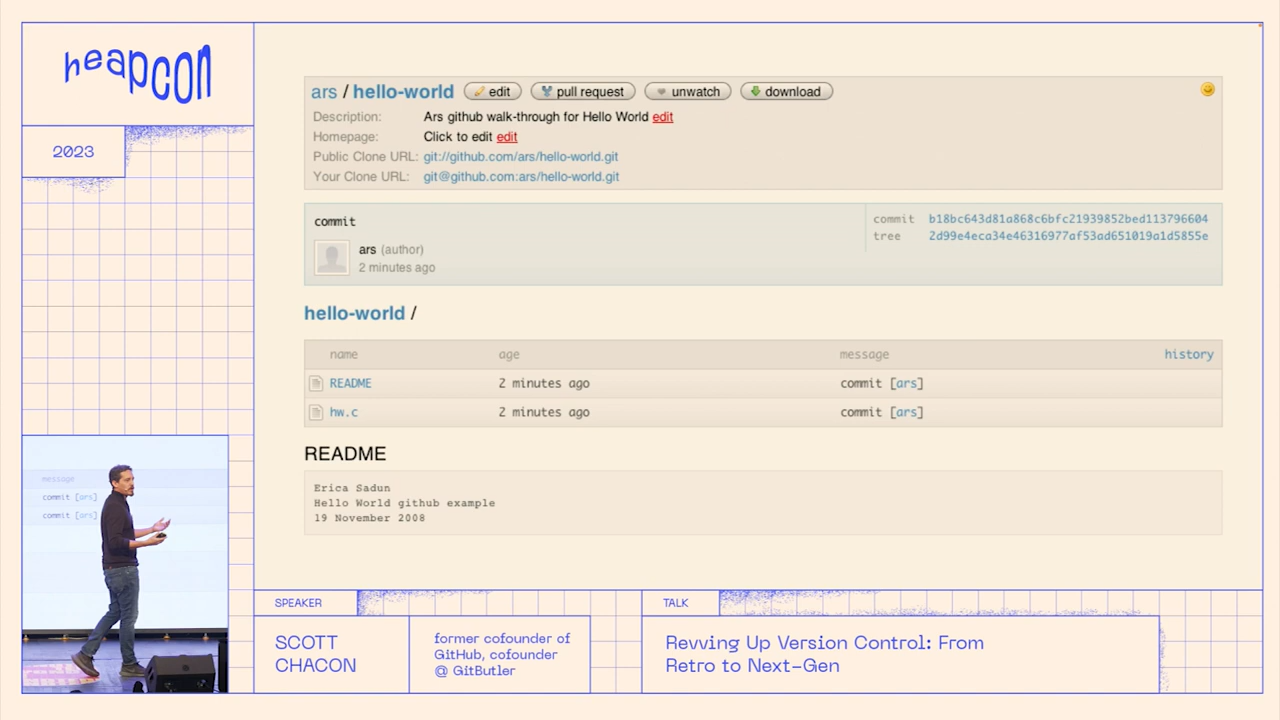 heapcon
2023
ars / hello-world edit pull request unwatch download
Description: Ars github walk-through for Hello World edit
Homepage: Click to edit edit
Public Clone URL: git://github.com/ars/hello-world.git
Your Clone URL: git@github.com:ars/hello-world.git
commit
ars (author)
2 minutes ago
commit b18bc643d81a868c6bfc21939852bed113796604
tree 2d99e4eca34e46316977af53ad651019a1d5855e
hello-world /
name age message history
README 2 minutes ago commit [ars]
hw.c 2 minutes ago commit [ars]
README
Erica Sadun
Hello World github example
19 November 2008
message
commit [ars]
commit [ars]
SPEAKER
SCOTT
CHACON
former cofounder of
GitHub, cofounder
@ GitButler
TALK
Revving Up Version Control: From
Retro to Next-Gen